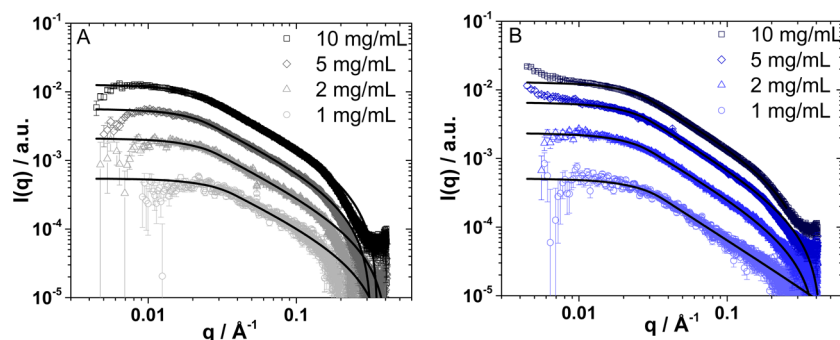 A
10 mg/mL
5 mg/mL
2 mg/mL
1 mg/mL
10⁻¹
10⁻²
10⁻³
10⁻⁴
10⁻⁵
I(q) / a.u.
0.01
0.1
q / Å⁻¹
B
10 mg/mL
5 mg/mL
2 mg/mL
1 mg/mL
10⁻¹
10⁻²
10⁻³
10⁻⁴
10⁻⁵
I(q) / a.u.
0.01
0.1
q / Å⁻¹